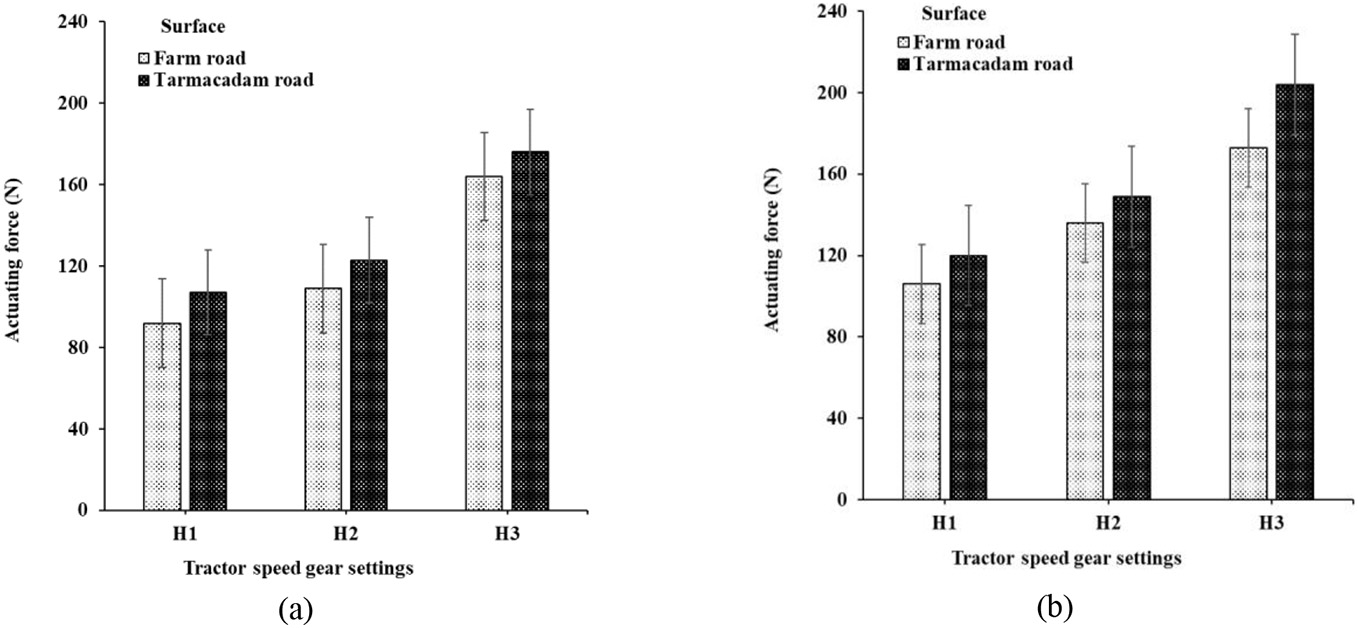 240
200
160
120
80
40
0
Actuating force (N)
Surface
Farm road
Tarmacadam road
H1 H2 H3
Tractor speed gear settings
(a)
240
200
160
120
80
40
0
Actuating force (N)
Surface
Farm road
Tarmacadam road
H1 H2 H3
Tractor speed gear settings
(b)